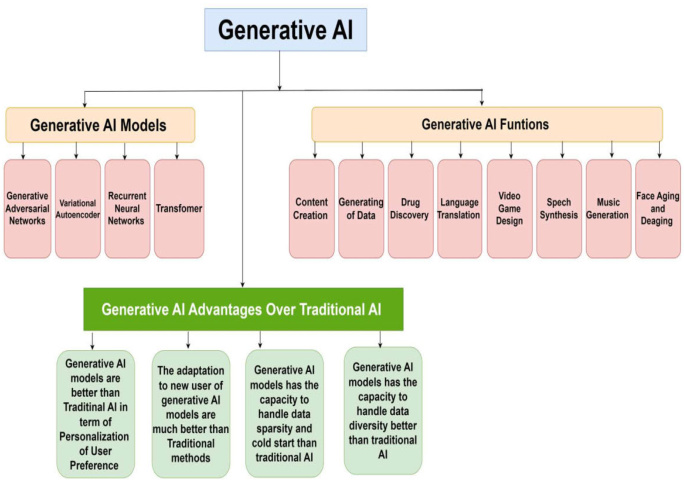 Generative AI
Generative AI Models
Generative AI Funtions
Generative
Adversarial
Networks
Variational
Autoencoder
Recurrent
Neural
Networks
Transfomer
Content
Creation
Generating
of Data
Drug
Discovery
Language
Translation
Video
Game
Design
Spech
Synthesis
Music
Generation
Face Aging
and
Deaging
Generative AI Advantages Over Traditional AI
Generative AI
models are
better than
Traditinal AI in
term of
Personalization
of User
Preference
The adaptation
to new user of
generative AI
models are
much better than
Traditional
methods
Generative AI
models has the
capacity to
handle data
sparsity and
cold start than
traditional AI
Generative AI
models has the
capacity to
handle data
diversity better
than traditional
AI